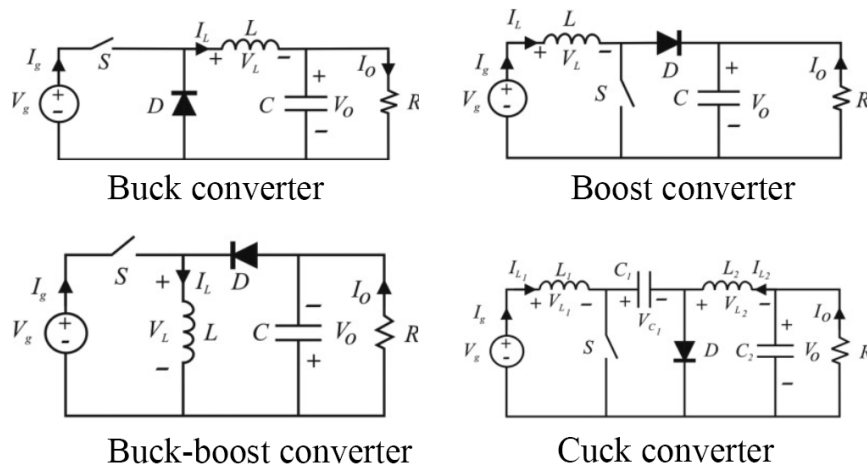 I_L L
I_g S + V_L − + I_o
V_g + − D C V_o R
−
Buck converter
I_L L
I_g + V_L − D + I_o
V_g + − S C V_o R
−
Boost converter
S + I_L D − I_o
I_g
V_g + − V_L L C V_o R
− +
Buck-boost converter
I_L1 L_1 C_1 L_2 I_L2
I_g + V_L1 − + − + V_L2 − I_o
V_C1 +
V_g + − S D C_2 V_o R
−
Cuck converter